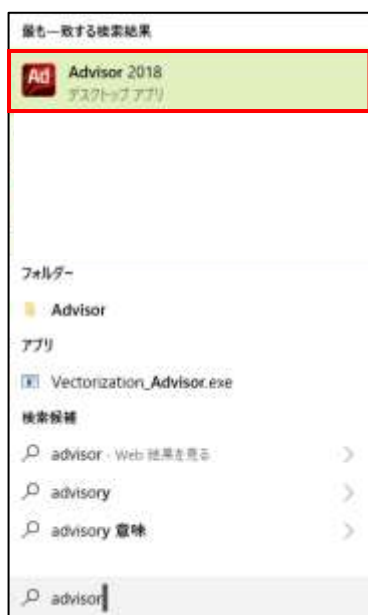 最も一致する検索結果
Ad
Advisor 2018
デスクトップ アプリ
フォルダー
Advisor
アプリ
Vectorization_Advisor.exe
検索候補
advisor - Web 結果を見る
advisory
advisory 意味
advisor